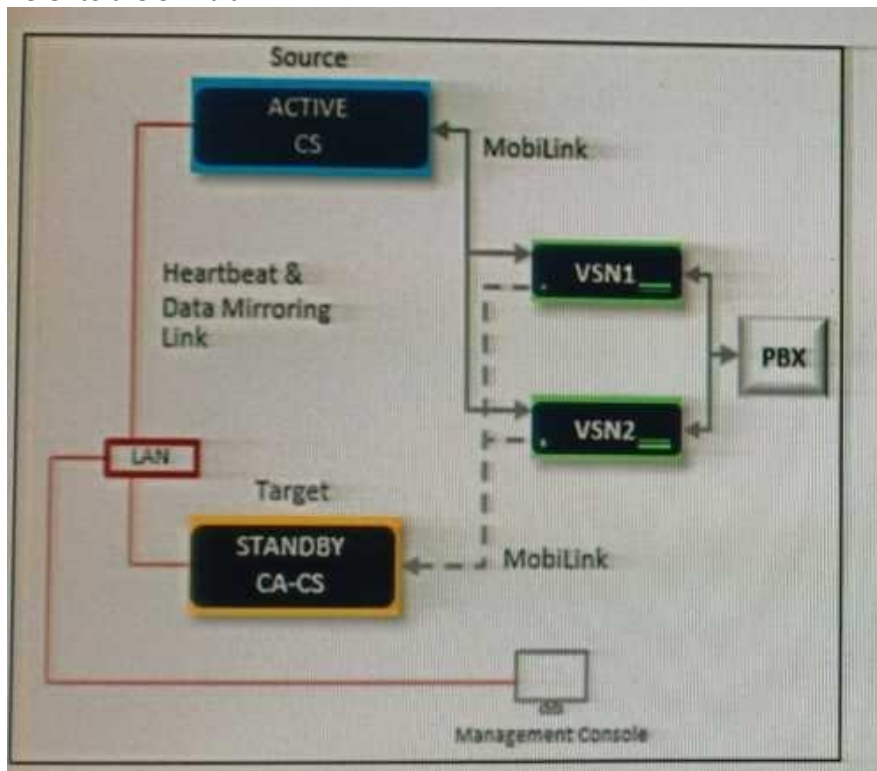 Source
ACTIVE
CS
MobiLink
VSN1
Heartbeat &
Data Mirroring
Link
PBX
VSN2
LAN
Target
STANDBY
CA-CS
MobiLink
Management Console